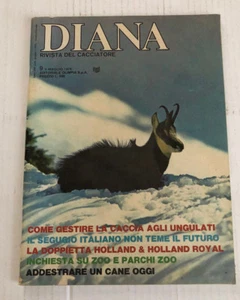 DIANA
RIVISTA DEL CACCIATORE
COME GESTIRE LA CACCIA AGLI UNGULATI
IL SEGUGIO ITALIANO NON TEME IL FUTURO
LA DOPPIETTA HOLLAND & HOLLAND ROYAL
INCHIESTA SU ZOO E PARCHI ZOO
ADDESTRARE UN CANE OGGI